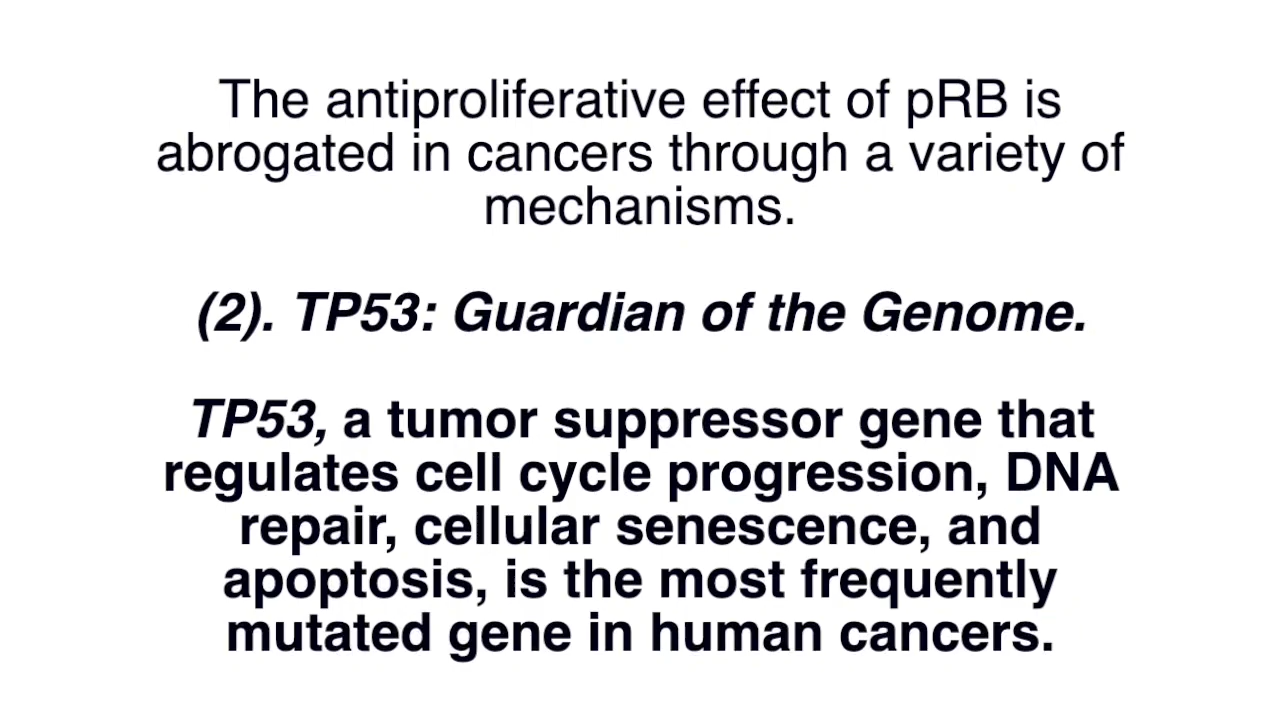 The antiproliferative effect of pRB is
abrogated in cancers through a variety of
mechanisms.
(2). TP53: Guardian of the Genome.
TP53, a tumor suppressor gene that
regulates cell cycle progression, DNA
repair, cellular senescence, and
apoptosis, is the most frequently
mutated gene in human cancers.